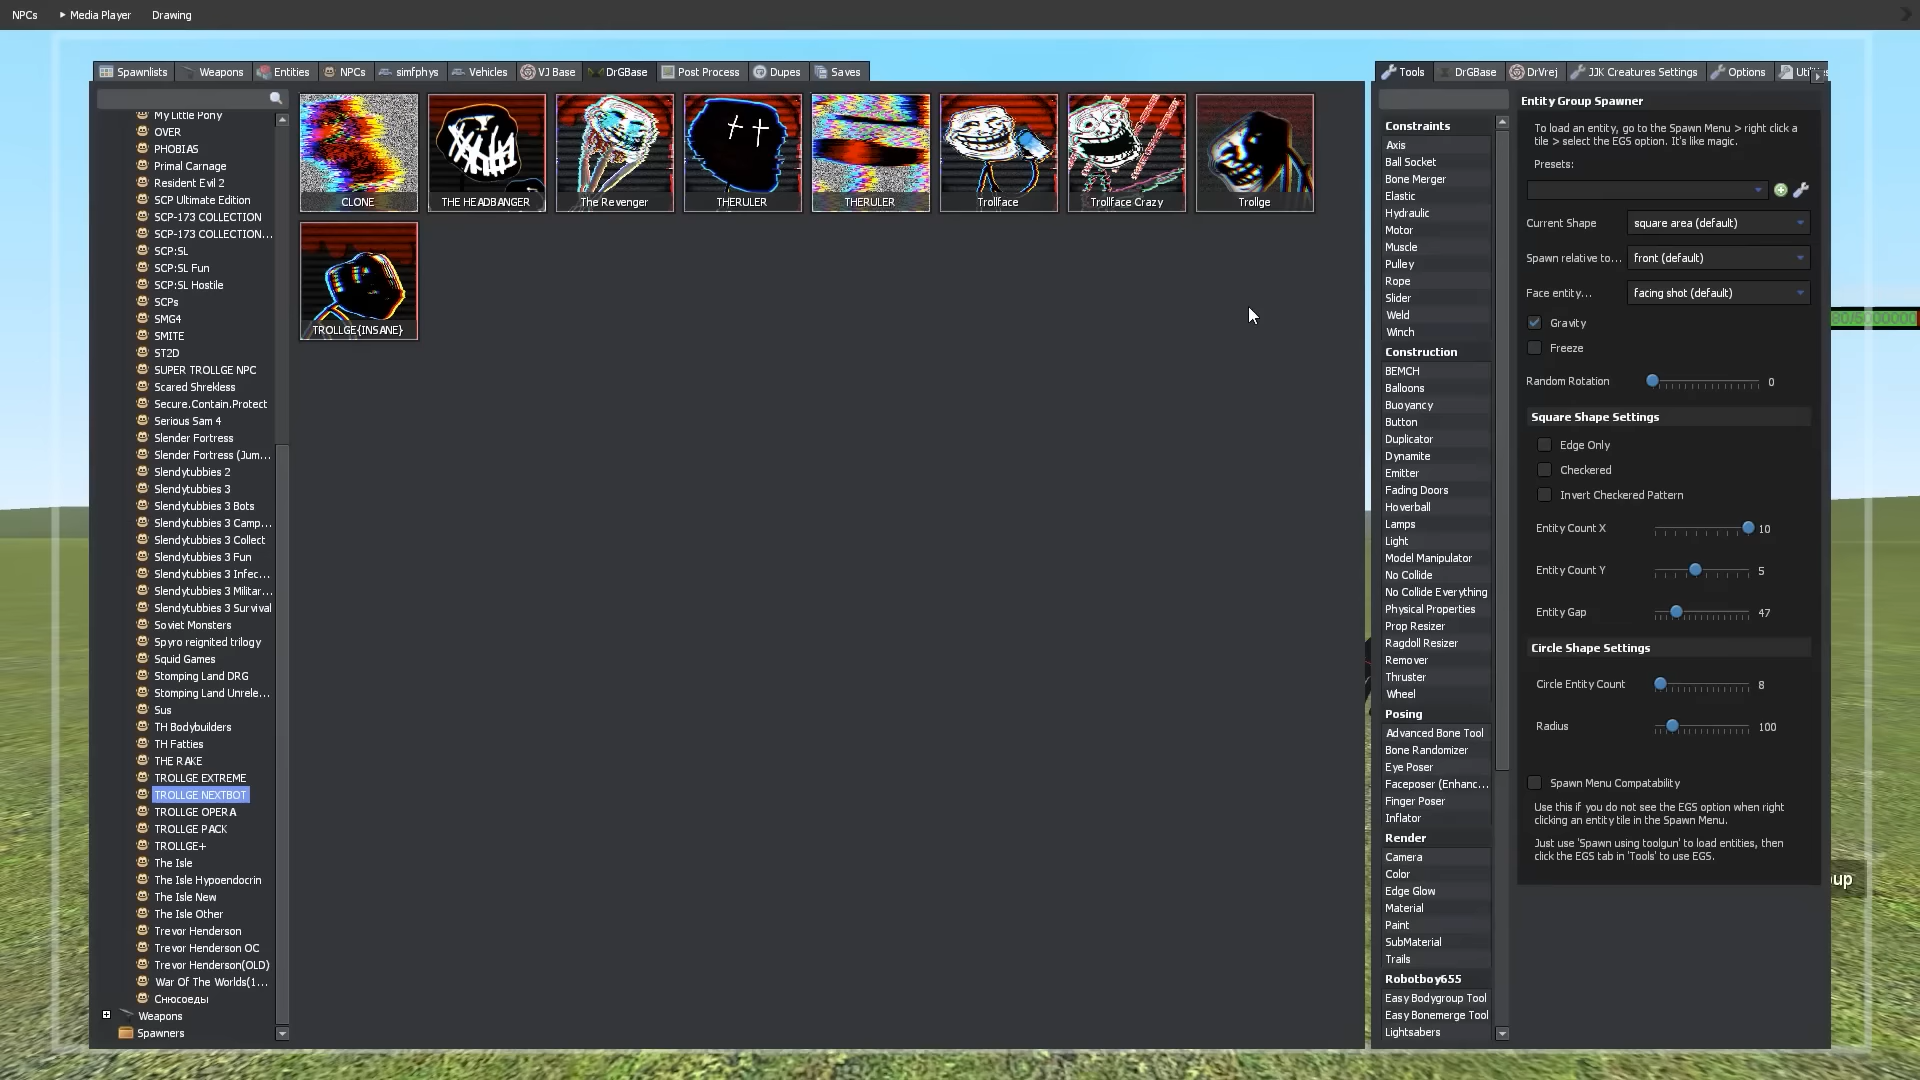 NPCs
Media Player
Drawing
Spawnlists
Weapons
Entities
NPCs
simfphys
Vehicles
VJ Base
DrGBase
Post Process
Dupes
Saves
My Little Pony
OVER
PHOBIAS
Primal Carnage
Resident Evil 2
SCP Ultimate Edition
SCP-173 COLLECTION
SCP-173 COLLECTION...
SCP:SL
SCP:SL Fun
SCP:SL Hostile
SCPs
SMG4
SMITE
ST2D
SUPER TROLLGE NPC
Scared Shrekless
Secure.Contain.Protect
Serious Sam 4
Slender Fortress
Slender Fortress (Jum...
Slendytubbies 2
Slendytubbies 3
Slendytubbies 3 Bots
Slendytubbies 3 Camp...
Slendytubbies 3 Collect
Slendytubbies 3 Fun
Slendytubbies 3 Infec...
Slendytubbies 3 Militar...
Slendytubbies 3 Survival
Soviet Monsters
Spyro reignited trilogy
Squid Games
Stomping Land DRG
Stomping Land Unrele...
Sus
TH Bodybuilders
TH Fatties
THE RAKE
TROLLGE EXTREME
TROLLGE NEXTBOT
TROLLGE OPERA
TROLLGE PACK
TROLLGE+
The Isle
The Isle Hypoendocrin
The Isle New
The Isle Other
Trevor Henderson
Trevor Henderson OC
Trevor Henderson(OLD)
War Of The Worlds(1...
Снюсоеды
Weapons
Spawners
CLONE
THE HEADBANGER
The Revenger
THERULER
THERULER
Trollface
Trollface Crazy
Trollge
TROLLGE{INSANE}
Tools
DrGBase
DrVrej
JJK Creatures Settings
Options
Constraints
Axis
Ball Socket
Bone Merger
Elastic
Hydraulic
Motor
Muscle
Pulley
Rope
Slider
Weld
Winch
Construction
BEMCH
Balloons
Buoyancy
Button
Duplicator
Dynamite
Emitter
Fading Doors
Hoverball
Lamps
Light
Model Manipulator
No Collide
No Collide Everything
Physical Properties
Prop Resizer
Ragdoll Resizer
Remover
Thruster
Wheel
Posing
Advanced Bone Tool
Bone Randomizer
Eye Poser
Faceposer (Enhanc...
Finger Poser
Inflator
Render
Camera
Color
Edge Glow
Material
Paint
SubMaterial
Trails
Robotboy655
Easy Bodygroup Tool
Easy Bonemerge Tool
Lightsabers
Entity Group Spawner
To load an entity, go to the Spawn Menu > right click a
tile > select the EGS option. It's like magic.
Presets:
Current Shape
square area (default)
Spawn relative to...
front (default)
Face entity...
facing shot (default)
Gravity
Freeze
Random Rotation
0
Square Shape Settings
Edge Only
Checkered
Invert Checkered Pattern
Entity Count X
10
Entity Count Y
5
Entity Gap
47
Circle Shape Settings
Circle Entity Count
8
Radius
100
Spawn Menu Compatability
Use this if you do not see the EGS option when right
clicking an entity tile in the Spawn Menu.
Just use 'Spawn using toolgun' to load entities, then
click the EGS tab in 'Tools' to use EGS.